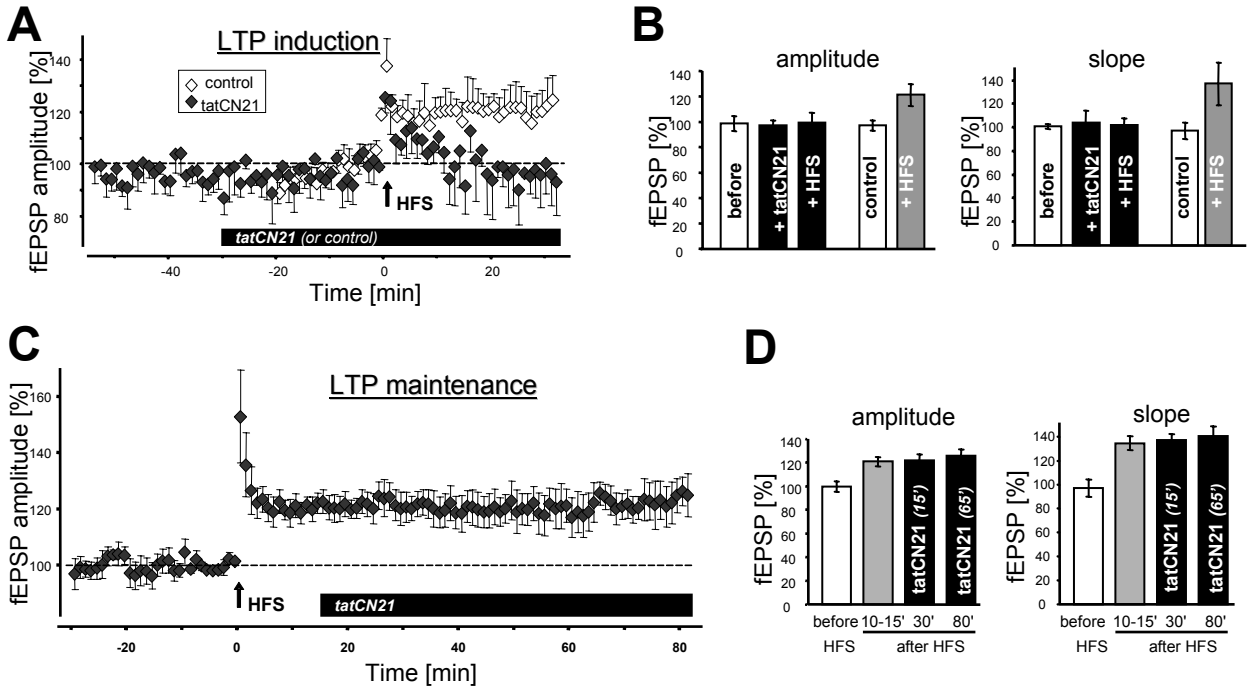 A
LTP induction
fEPSP amplitude [%]
140
120
100
80
control
tatCN21
HFS
tatCN21 (or control)
-40
-20
0
20
Time [min]
B
amplitude
fEPSP [%]
140
120
100
80
60
40
20
0
before
+ tatCN21
+ HFS
control
+ HFS
slope
fEPSP [%]
140
120
100
80
60
40
20
0
before
+ tatCN21
+ HFS
control
+ HFS
C
LTP maintenance
fEPSP amplitude [%]
160
140
120
100
HFS
tatCN21
-20
0
20
40
60
80
Time [min]
D
amplitude
fEPSP [%]
140
120
100
80
60
40
20
0
tatCN21 (15')
tatCN21 (65')
before 10-15' 30' 80'
HFS after HFS
slope
fEPSP [%]
140
120
100
80
60
40
20
0
tatCN21 (15')
tatCN21 (65')
before 10-15' 30' 80'
HFS after HFS